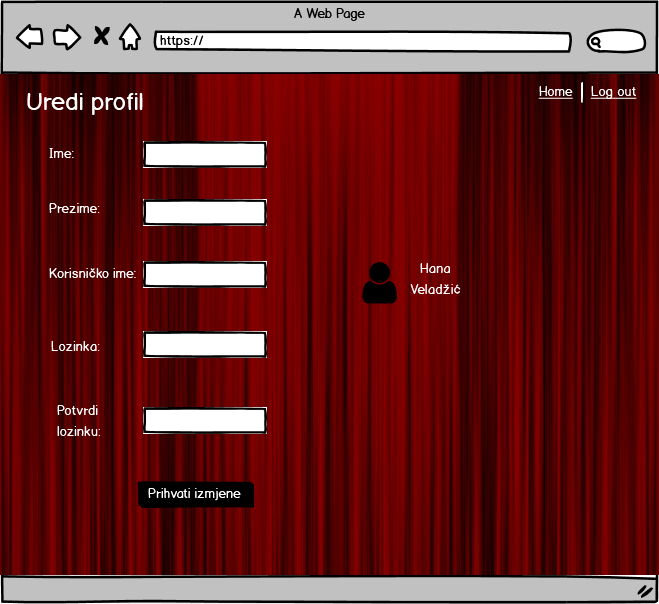 A Web Page
https://
Home | Log out
Uredi profil
Ime:
Prezime:
Korisničko ime:
Hana
Veladžić
Lozinka:
Potvrdi
lozinku:
Prihvati izmjene